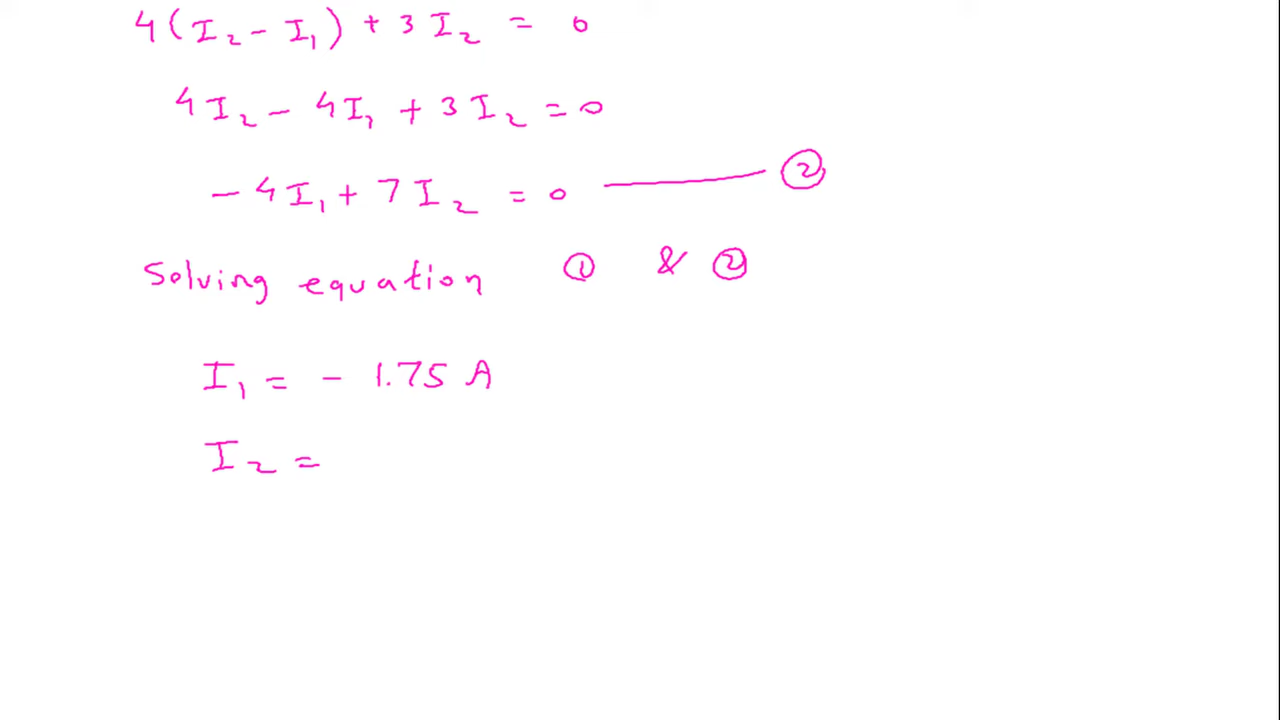 4(I₂ - I₁) + 3I₂ = 0
4I₂ - 4I₁ + 3I₂ = 0
- 4I₁ + 7I₂ = 0 ——— ②
Solving equation ① & ②
I₁ = - 1.75 A
I₂ =